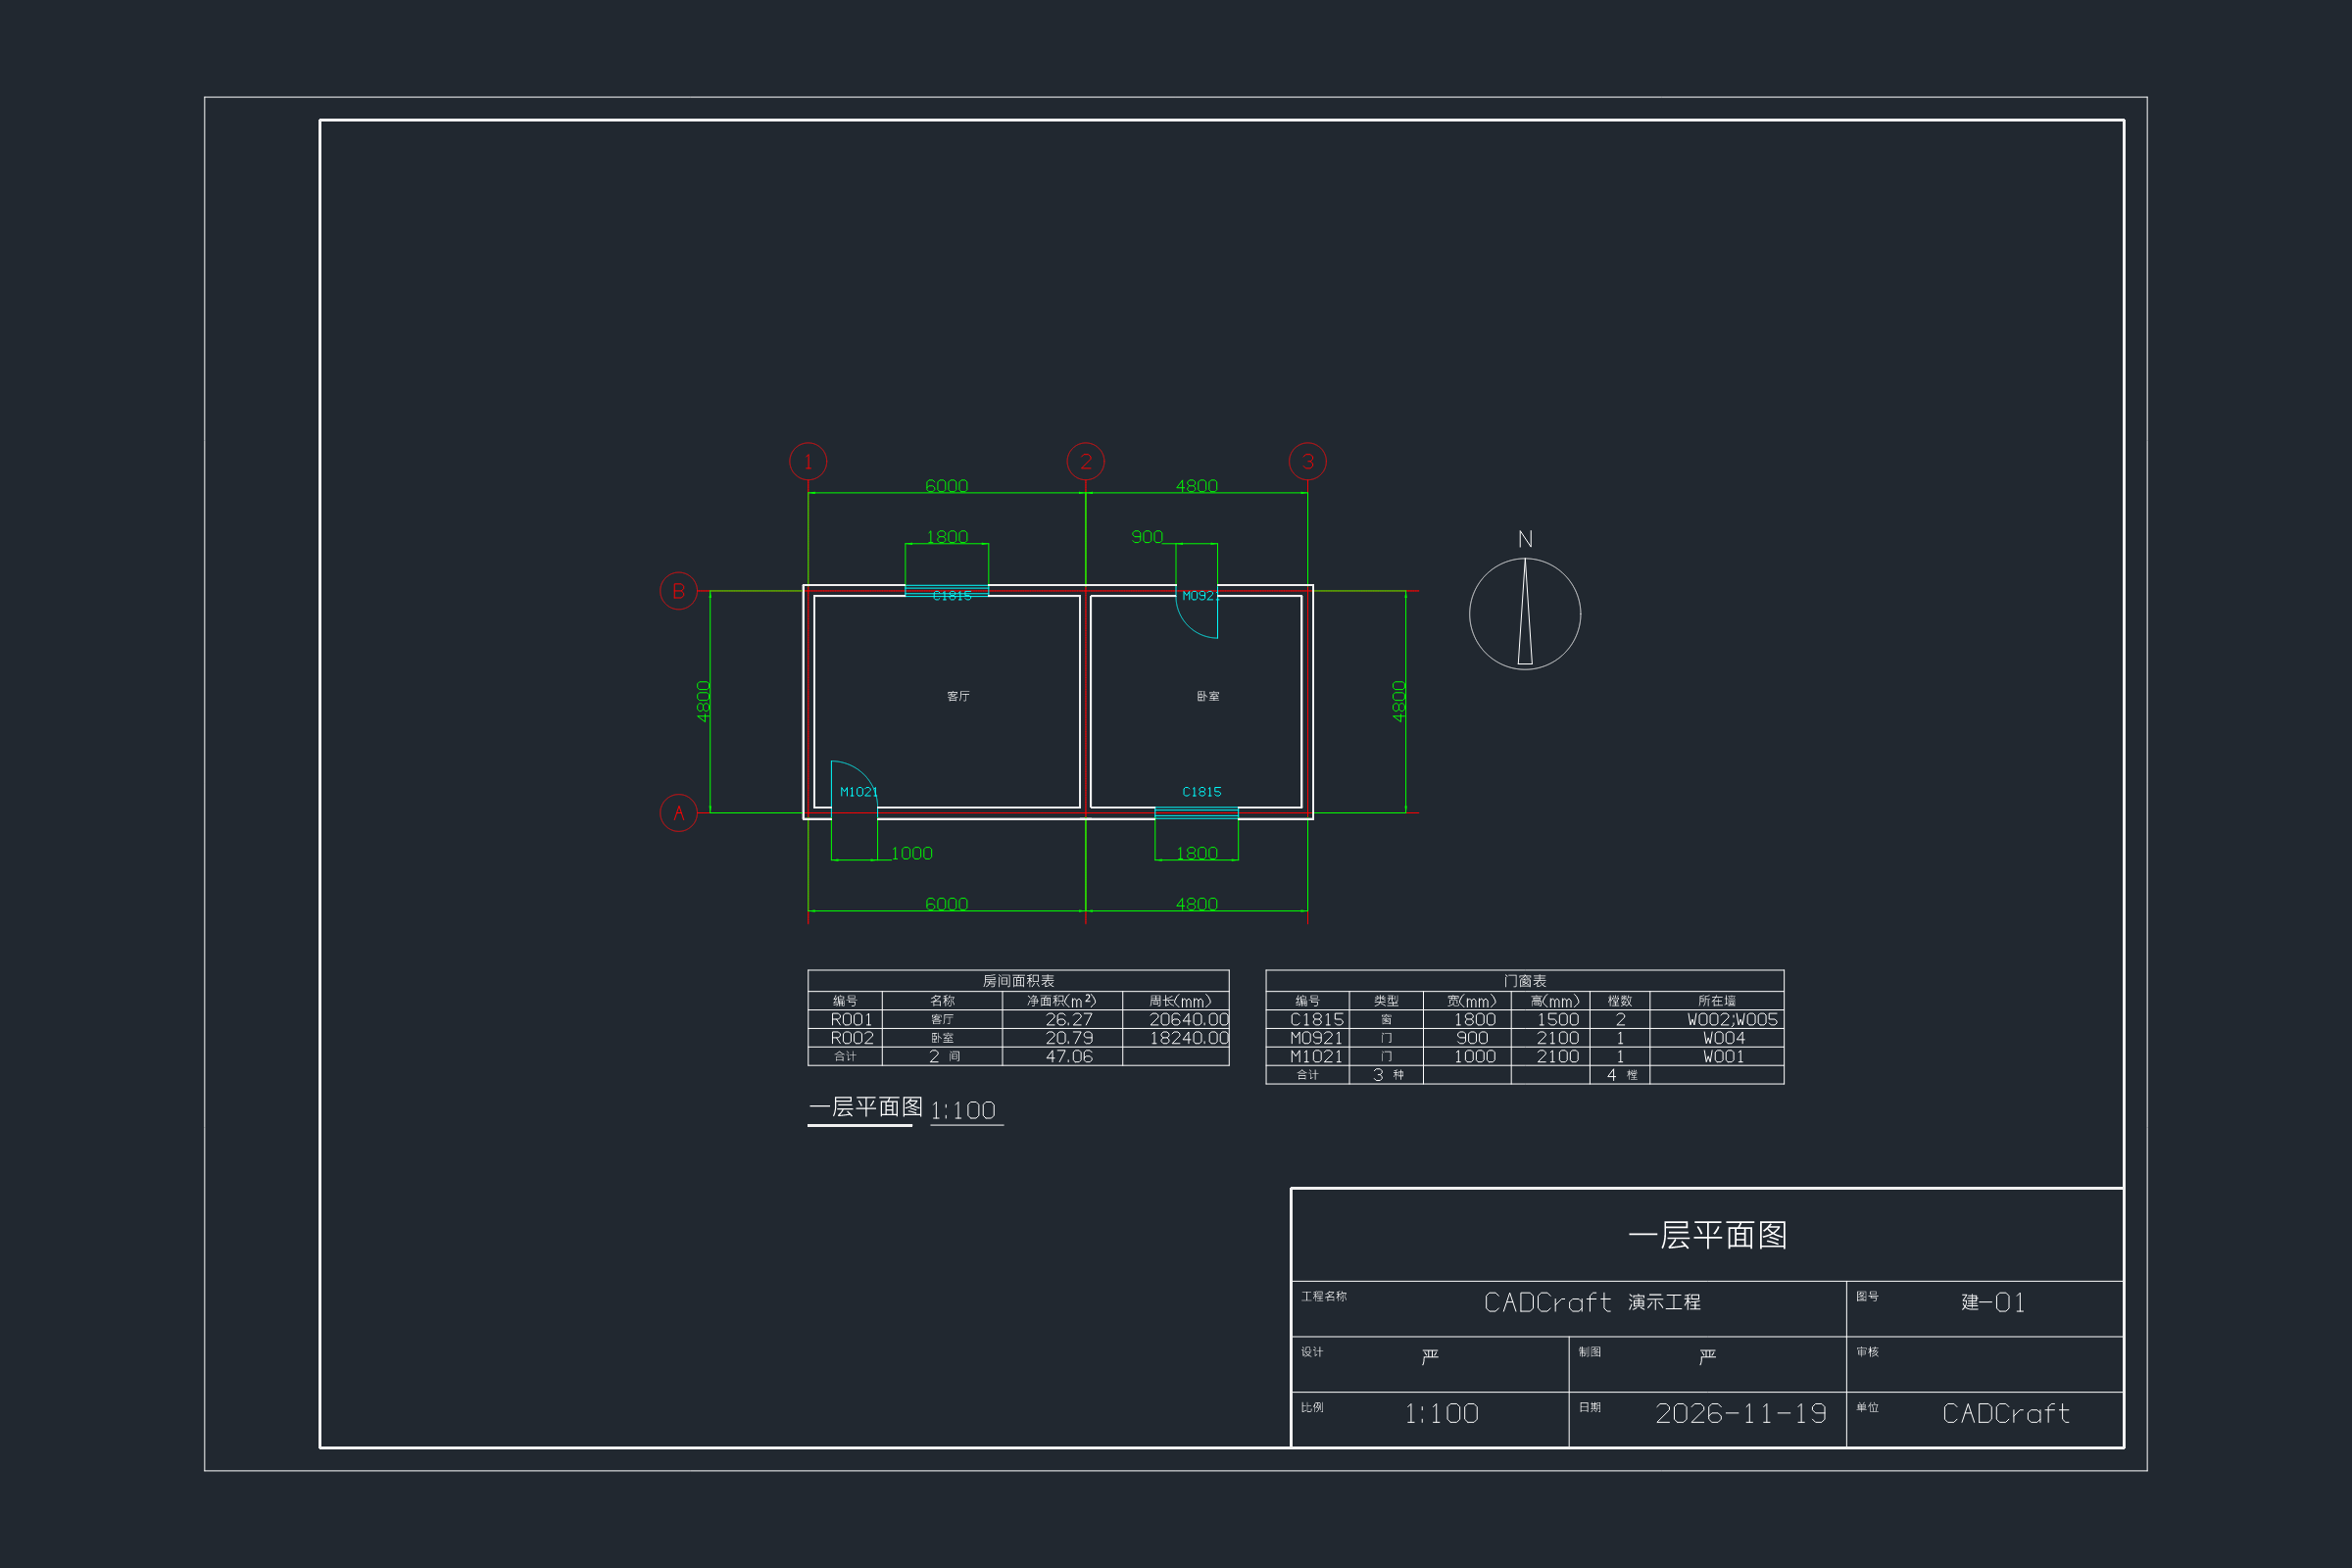 1 2 3
6000 4800
1800 900
N
B
C1815 M0921
4800 客厅 卧室 4800
M1021 C1815
A
1000 1800
6000 4800
房间面积表
编号 名称 净面积(m²) 周长(mm)
R001 客厅 26.27 20640.00
R002 卧室 20.79 18240.00
合计 2 间 47.06
门窗表
编号 类型 宽(mm) 高(mm) 樘数 所在墙
C1815 窗 1800 1500 2 W002;W005
M0921 门 900 2100 1 W004
M1021 门 1000 2100 1 W001
合计 3 种 4 樘
一层平面图 1:100
一层平面图
工程名称 CADCraft 演示工程 图号 建-01
设计 严 制图 严 审核
比例 1:100 日期 2026-11-19 单位 CADCraft